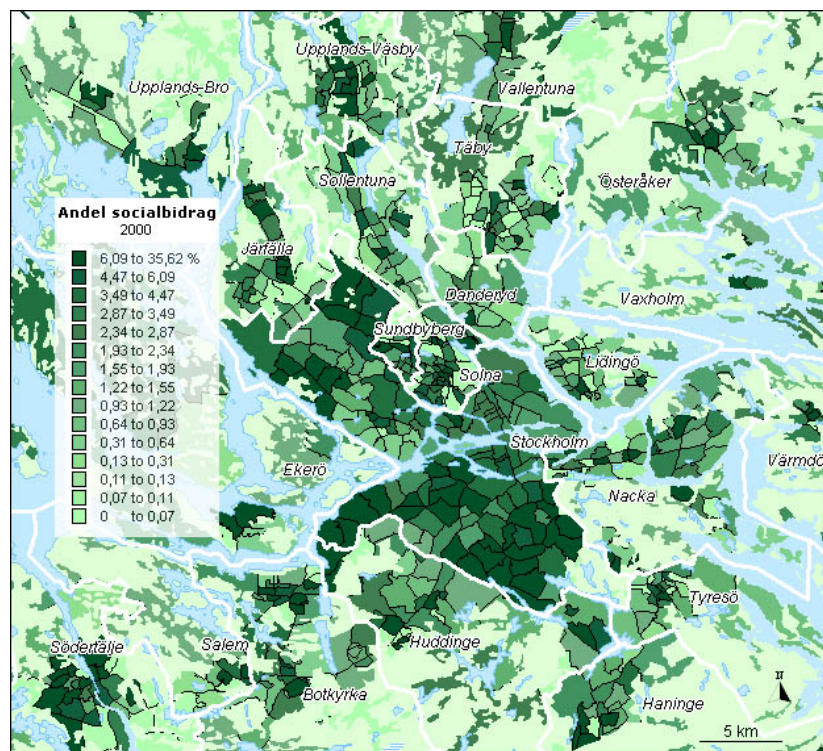 Upplands-Väsby
Upplands-Bro
Vallentuna
Täby
Sollentuna
Österåker
Andel socialbidrag
2000
6,09 to 35,62 %
4,47 to 6,09
3,49 to 4,47
2,87 to 3,49
2,34 to 2,87
1,93 to 2,34
1,55 to 1,93
1,22 to 1,55
0,93 to 1,22
0,64 to 0,93
0,31 to 0,64
0,13 to 0,31
0,11 to 0,13
0,07 to 0,11
0 to 0,07
Järfälla
Danderyd
Vaxholm
Sundbyberg
Lidingö
Solna
Stockholm
Ekerö
Värmdö
Nacka
Tyresö
Huddinge
Södertälje
Salem
Botkyrka
Haninge
N
5 km